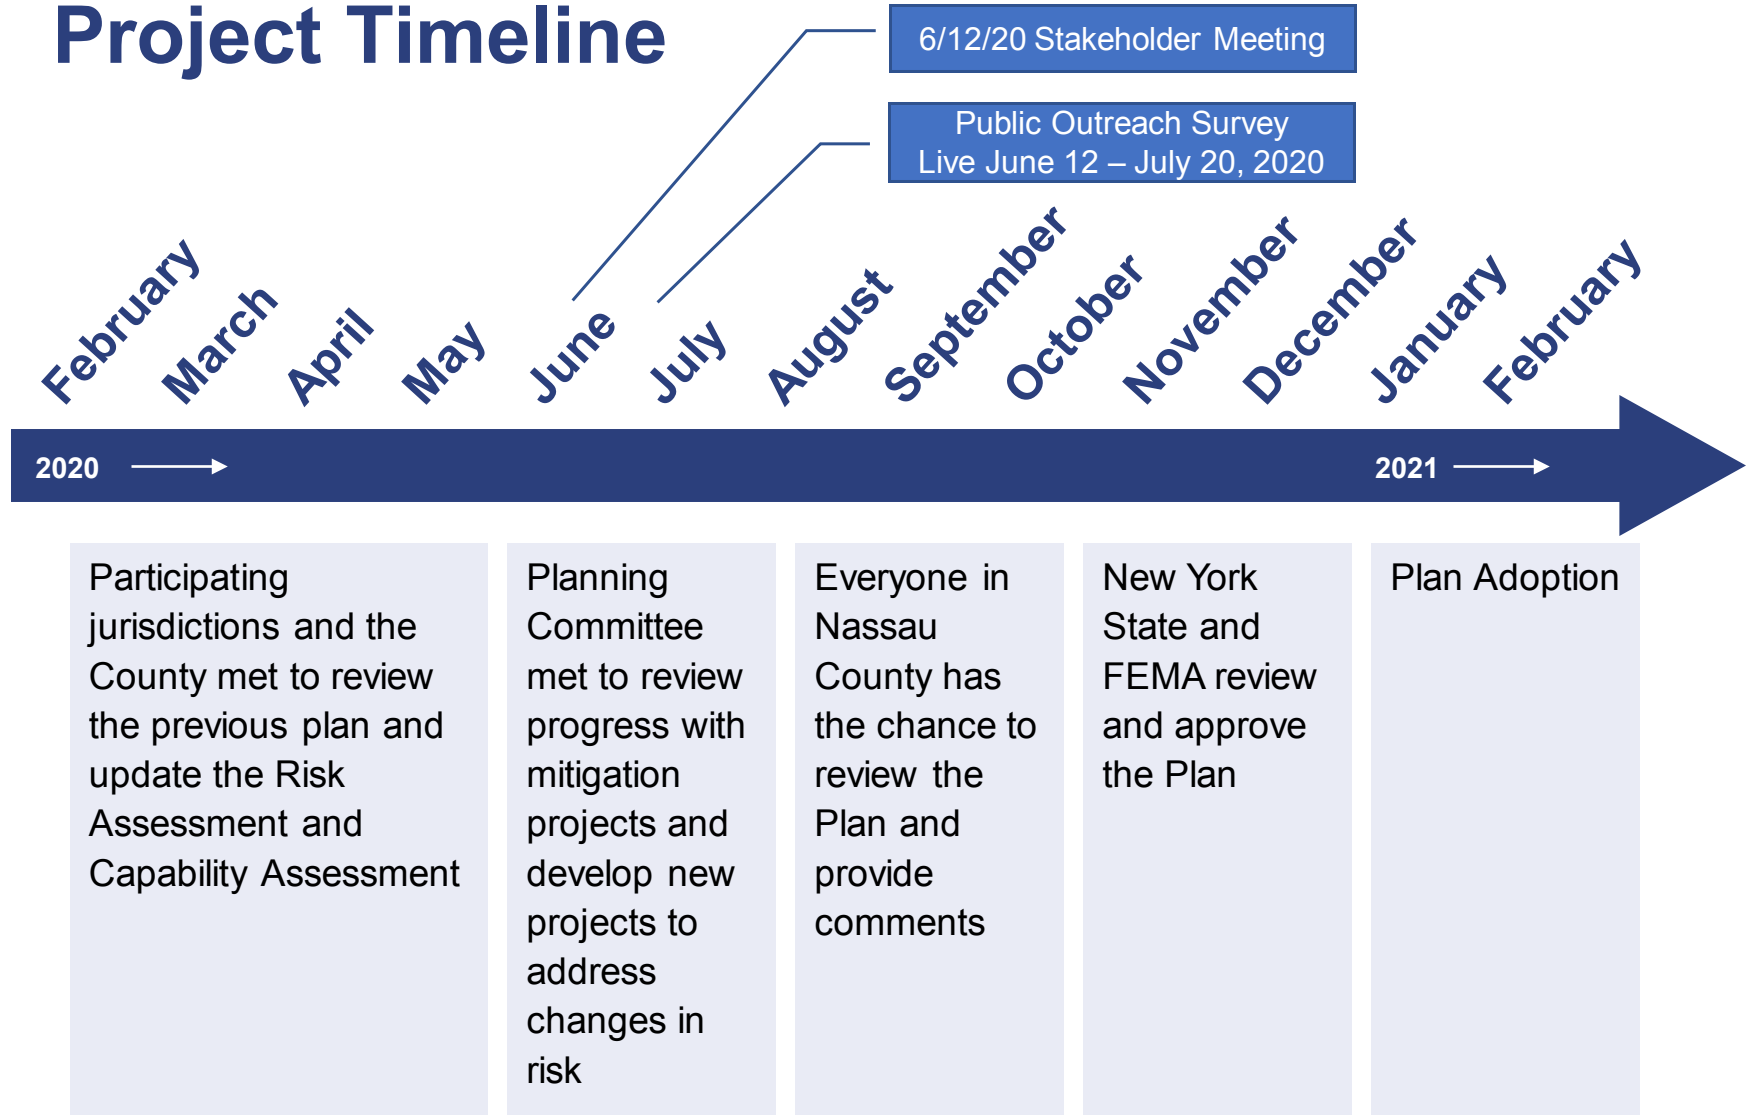 Project Timeline
6/12/20 Stakeholder Meeting
Public Outreach Survey
Live June 12 – July 20, 2020
February
March
April
May
June
July
August
September
October
November
December
January
February
2020
2021
Participating
jurisdictions and the
County met to review
the previous plan and
update the Risk
Assessment and
Capability Assessment
Planning
Committee
met to review
progress with
mitigation
projects and
develop new
projects to
address
changes in
risk
Everyone in
Nassau
County has
the chance to
review the
Plan and
provide
comments
New York
State and
FEMA review
and approve
the Plan
Plan Adoption